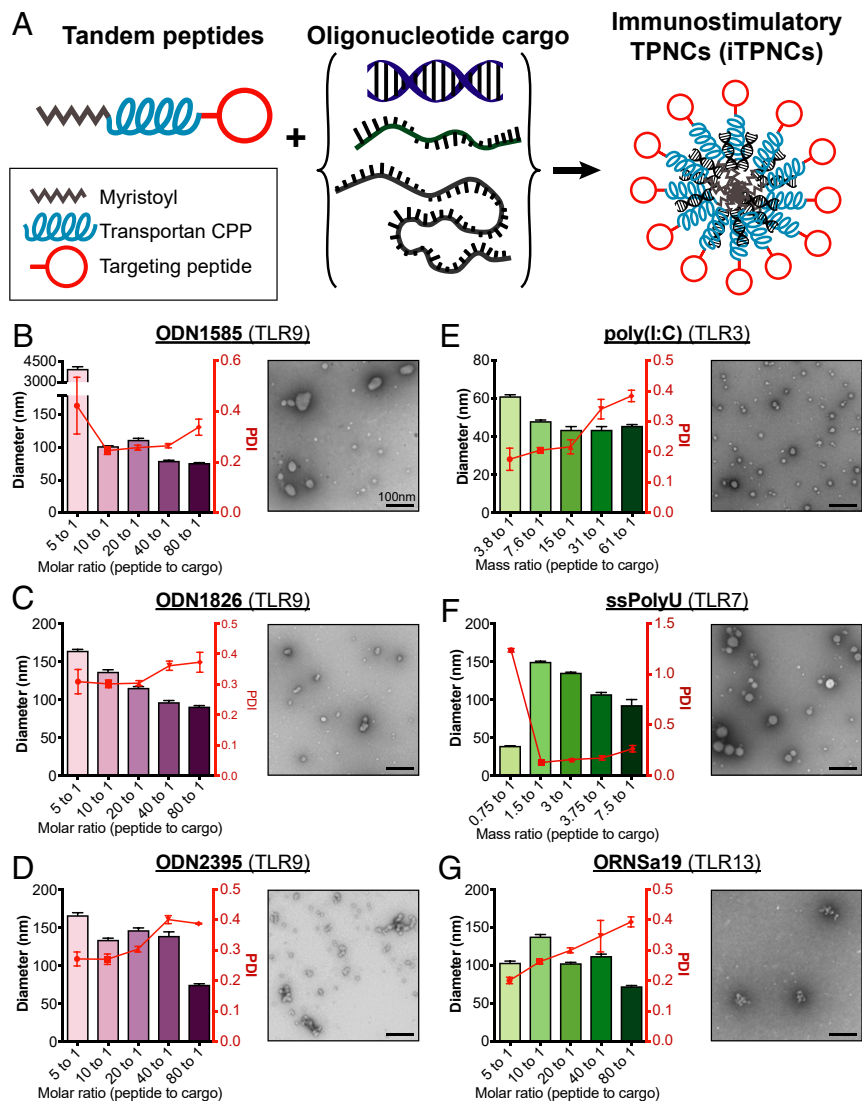 A
Tandem peptides
Oligonucleotide cargo
Immunostimulatory
TPNCs (iTPNCs)
+
Myristoyl
Transportan CPP
Targeting peptide
B
ODN1585 (TLR9)
4500
3000
150
100
50
0
Diameter (nm)
0.6
0.4
0.2
0.0
PDI
5 to 1
10 to 1
20 to 1
40 to 1
80 to 1
Molar ratio (peptide to cargo)
100nm
E
poly(I:C) (TLR3)
80
60
40
20
0
Diameter (nm)
0.5
0.4
0.3
0.2
0.1
0.0
PDI
3.8 to 1
7.6 to 1
15 to 1
31 to 1
61 to 1
Mass ratio (peptide to cargo)
C
ODN1826 (TLR9)
200
150
100
50
0
Diameter (nm)
0.5
0.4
0.3
0.2
0.1
0.0
PDI
5 to 1
10 to 1
20 to 1
40 to 1
80 to 1
Molar ratio (peptide to cargo)
F
ssPolyU (TLR7)
200
150
100
50
0
Diameter (nm)
1.5
1.0
0.5
0.0
PDI
0.75 to 1
1.5 to 1
3 to 1
3.75 to 1
7.5 to 1
Mass ratio (peptide to cargo)
D
ODN2395 (TLR9)
200
150
100
50
0
Diameter (nm)
0.5
0.4
0.3
0.2
0.1
0.0
PDI
5 to 1
10 to 1
20 to 1
40 to 1
80 to 1
Molar ratio (peptide to cargo)
G
ORNSa19 (TLR13)
200
150
100
50
0
Diameter (nm)
0.5
0.4
0.3
0.2
0.1
0.0
PDI
5 to 1
10 to 1
20 to 1
40 to 1
80 to 1
Molar ratio (peptide to cargo)